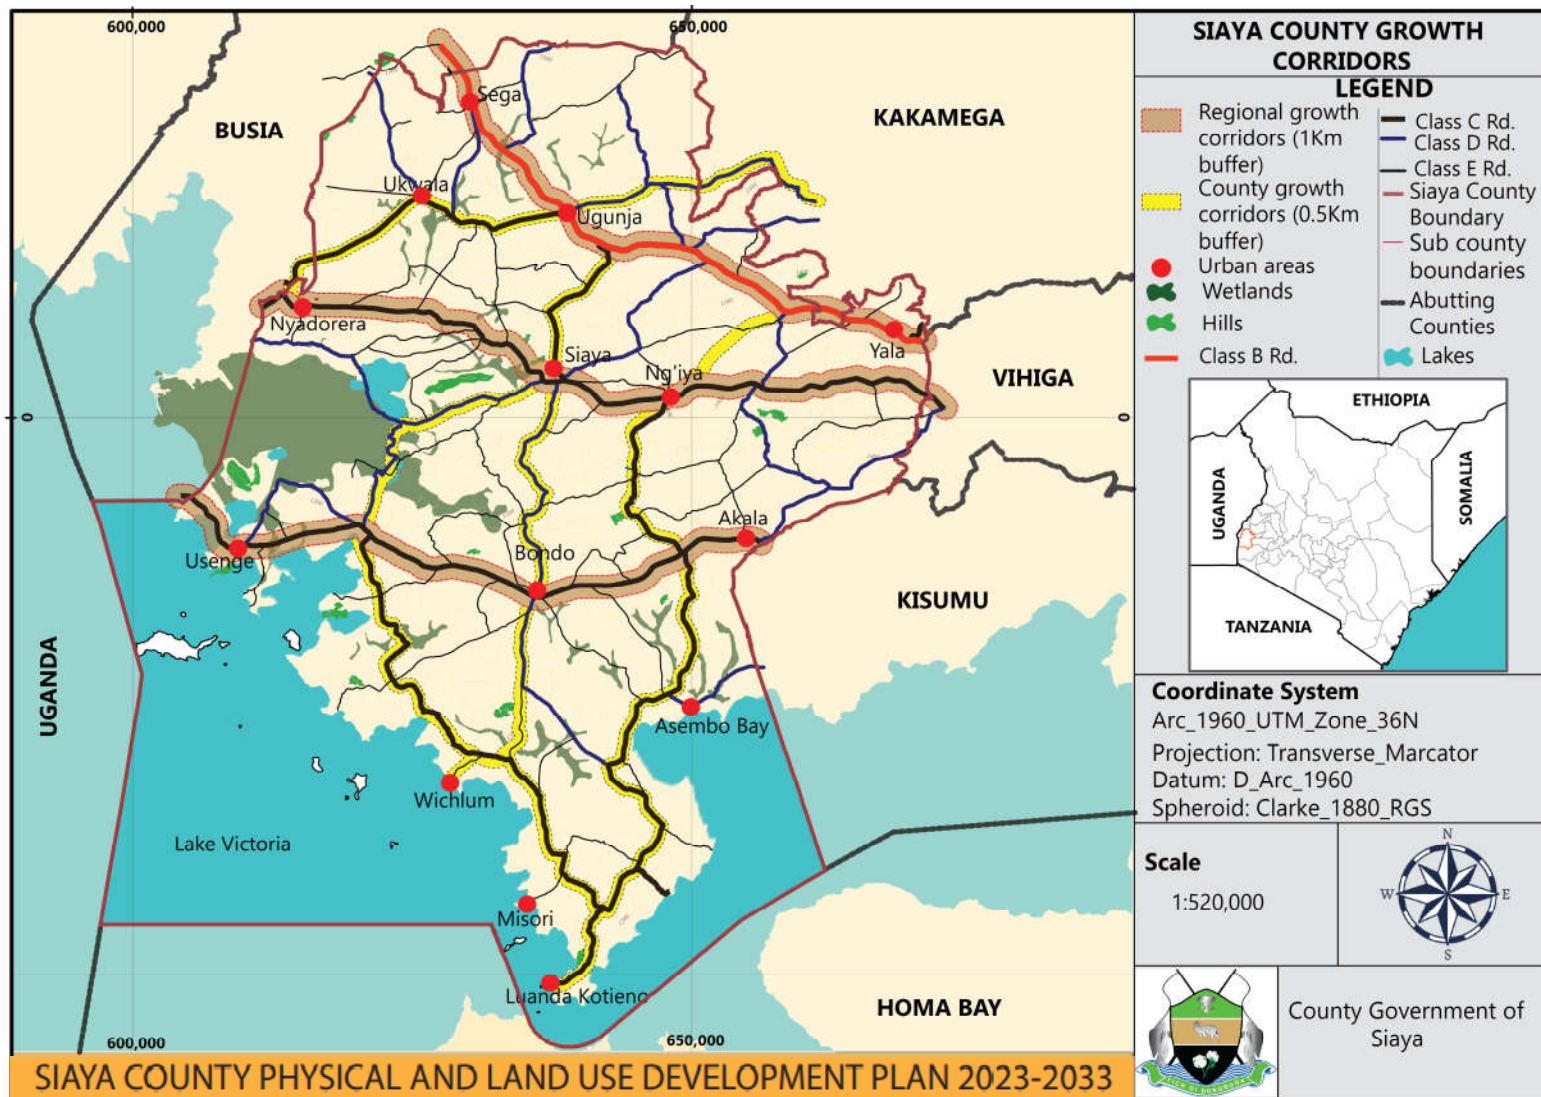 600,000
650,000
BUSIA
KAKAMEGA
Sega
Ukwala
Ugunja
Nyadorera
Siaya
Ng'iya
Yala
VIHIGA
0
0
Usenge
Bondo
Akala
KISUMU
UGANDA
Asembo Bay
Wichlum
Lake Victoria
Misori
Luanda Kotieno
HOMA BAY
600,000
650,000
SIAYA COUNTY PHYSICAL AND LAND USE DEVELOPMENT PLAN 2023-2033
SIAYA COUNTY GROWTH
CORRIDORS
LEGEND
Regional growth
corridors (1Km
buffer)
County growth
corridors (0.5Km
buffer)
Urban areas
Wetlands
Hills
Class B Rd.
Class C Rd.
Class D Rd.
Class E Rd.
Siaya County
Boundary
Sub county
boundaries
Abutting
Counties
Lakes
ETHIOPIA
UGANDA
SOMALIA
TANZANIA
Coordinate System
Arc_1960_UTM_Zone_36N
Projection: Transverse_Marcator
Datum: D_Arc_1960
Spheroid: Clarke_1880_RGS
Scale
1:520,000
N
W
E
S
County Government of
Siaya